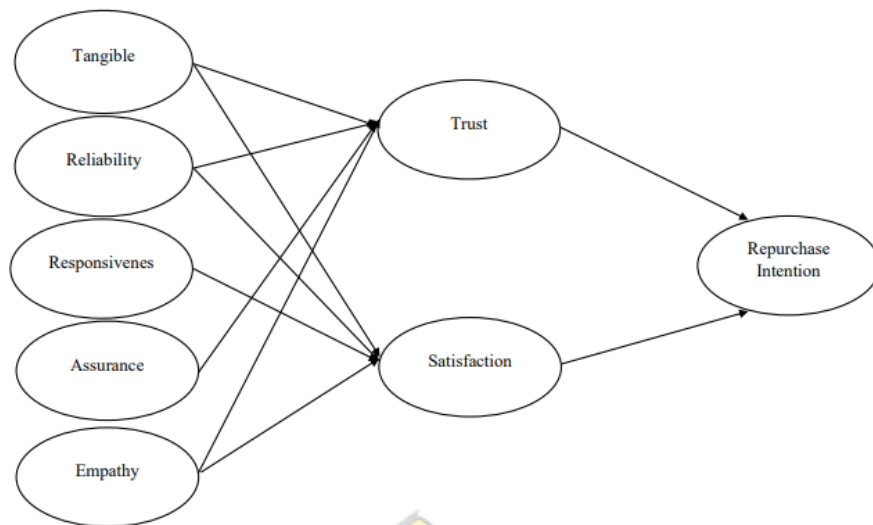 Tangible
Reliability
Responsivenes
Assurance
Empathy
Trust
Satisfaction
Repurchase
Intention